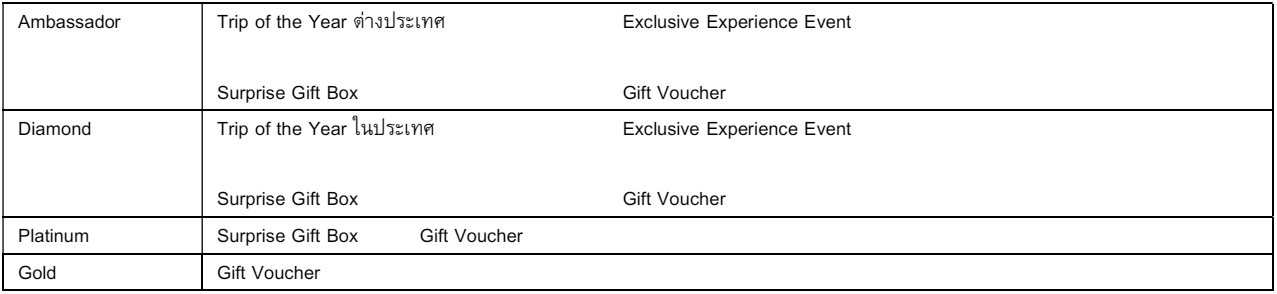 Ambassador Trip of the Year ต่างประเทศ Exclusive Experience Event
Surprise Gift Box Gift Voucher
Diamond Trip of the Year ในประเทศ Exclusive Experience Event
Surprise Gift Box Gift Voucher
Platinum Surprise Gift Box Gift Voucher
Gold Gift Voucher